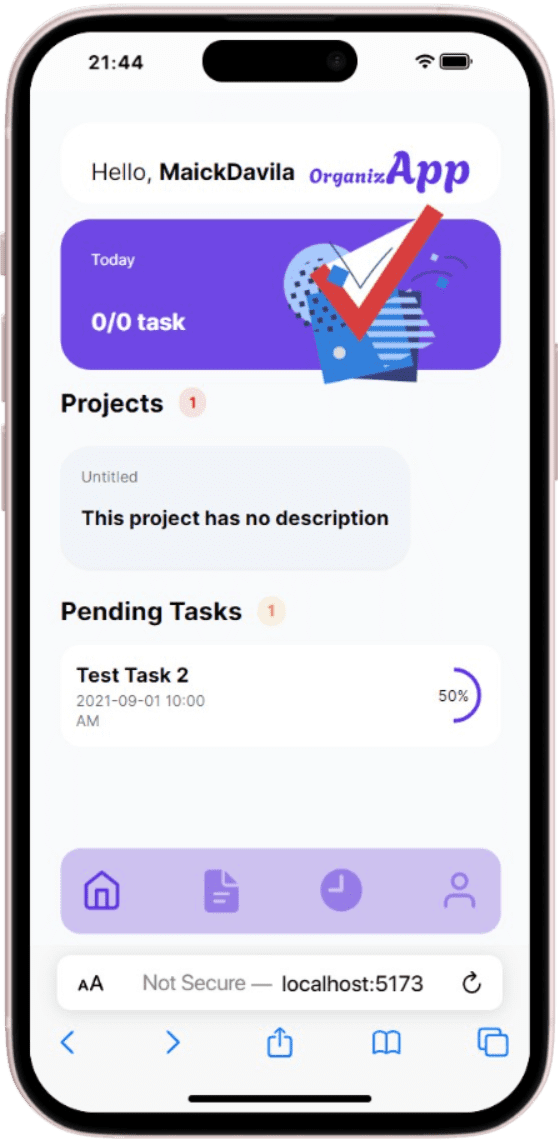 21:44
Hello, MaickDavila OrganizApp
Today
0/0 task
Projects 1
Untitled
This project has no description
Pending Tasks 1
Test Task 2
2021-09-01 10:00
AM
50%
AA Not Secure — localhost:5173